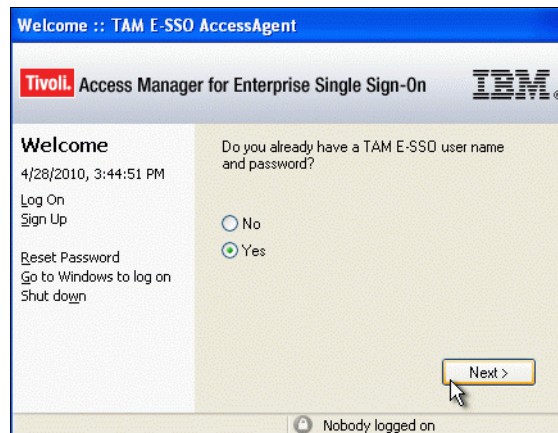 Welcome :: TAM E-SSO AccessAgent
Tivoli. Access Manager for Enterprise Single Sign-On IBM®
Welcome
4/28/2010, 3:44:51 PM
Log On
Sign Up
Reset Password
Go to Windows to log on
Shut down
Do you already have a TAM E-SSO user name
and password?
No
Yes
Next >
Nobody logged on